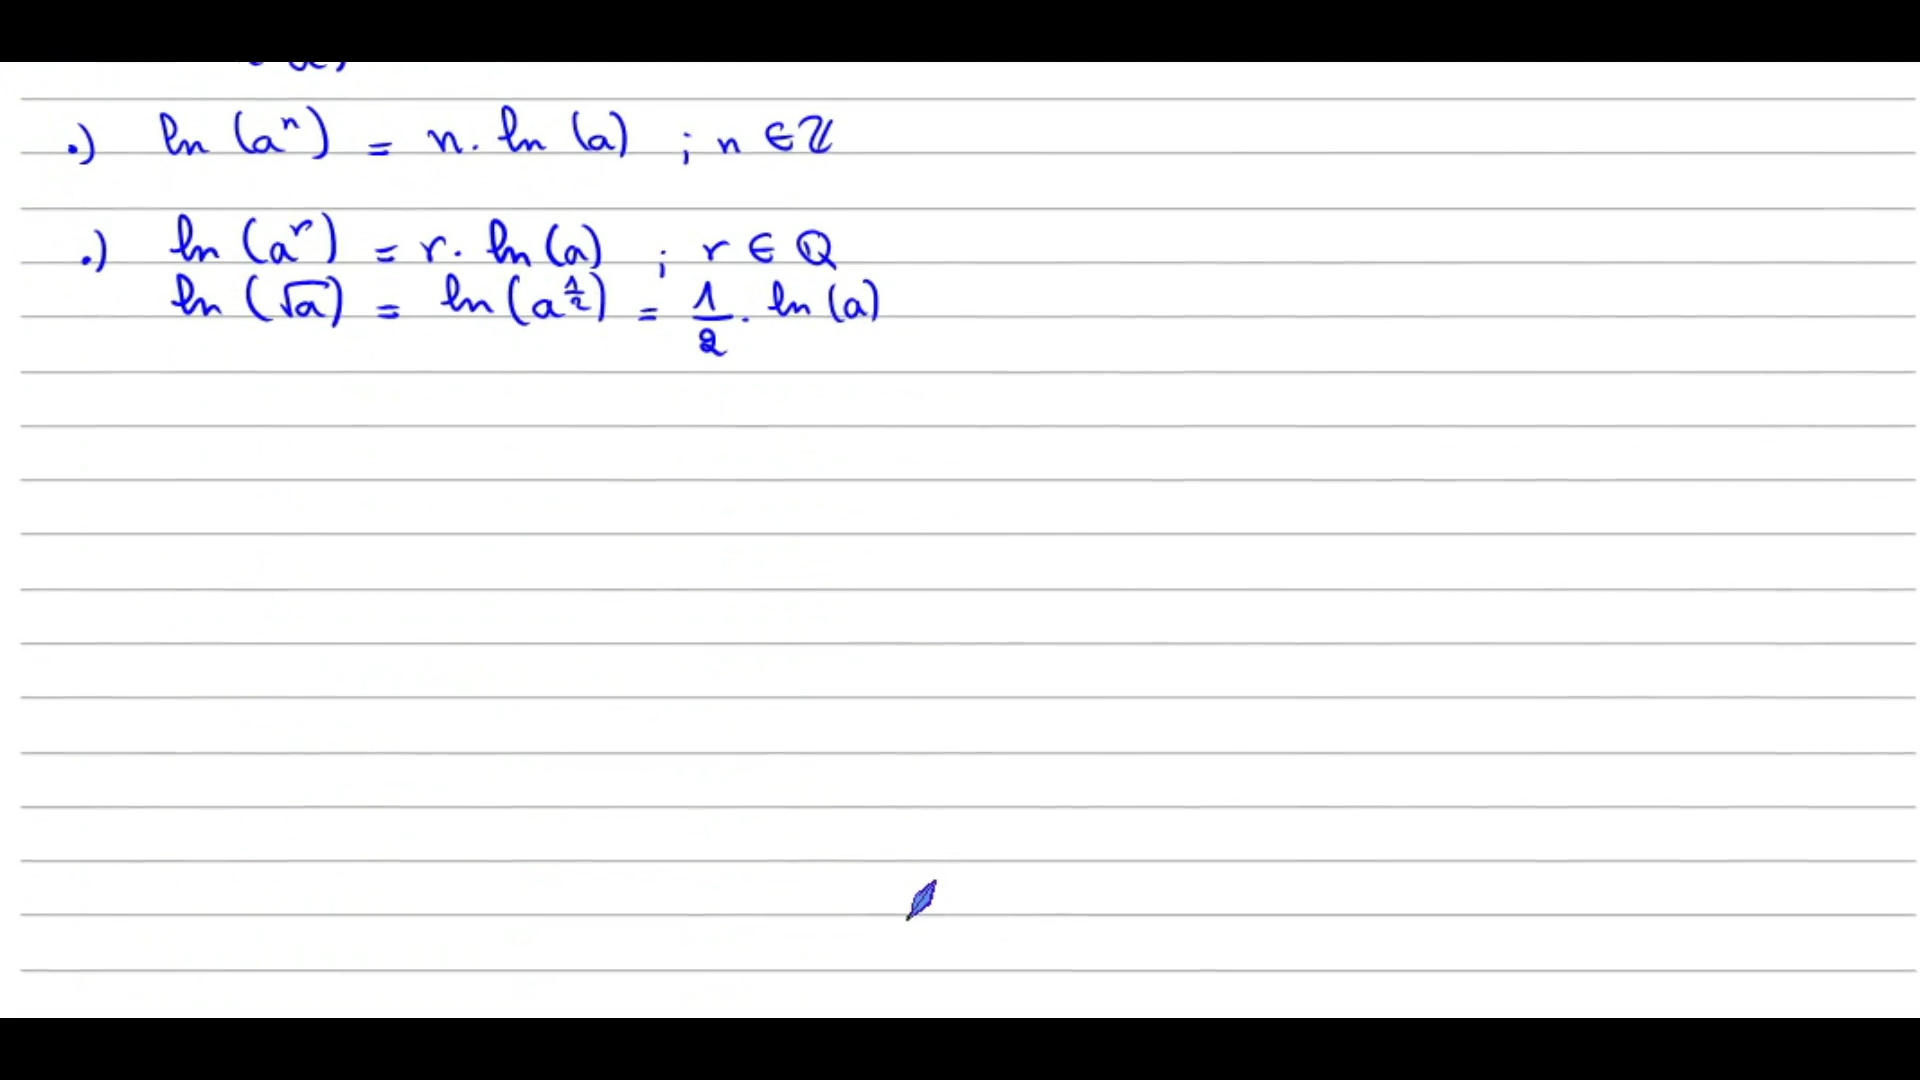 .) ln (aⁿ) = n. ln (a) ; n ∈ ℤ
.) ln (aʳ) = r. ln (a) ; r ∈ ℚ
ln (√a) = ln (a^½) = 1/2 . ln (a)